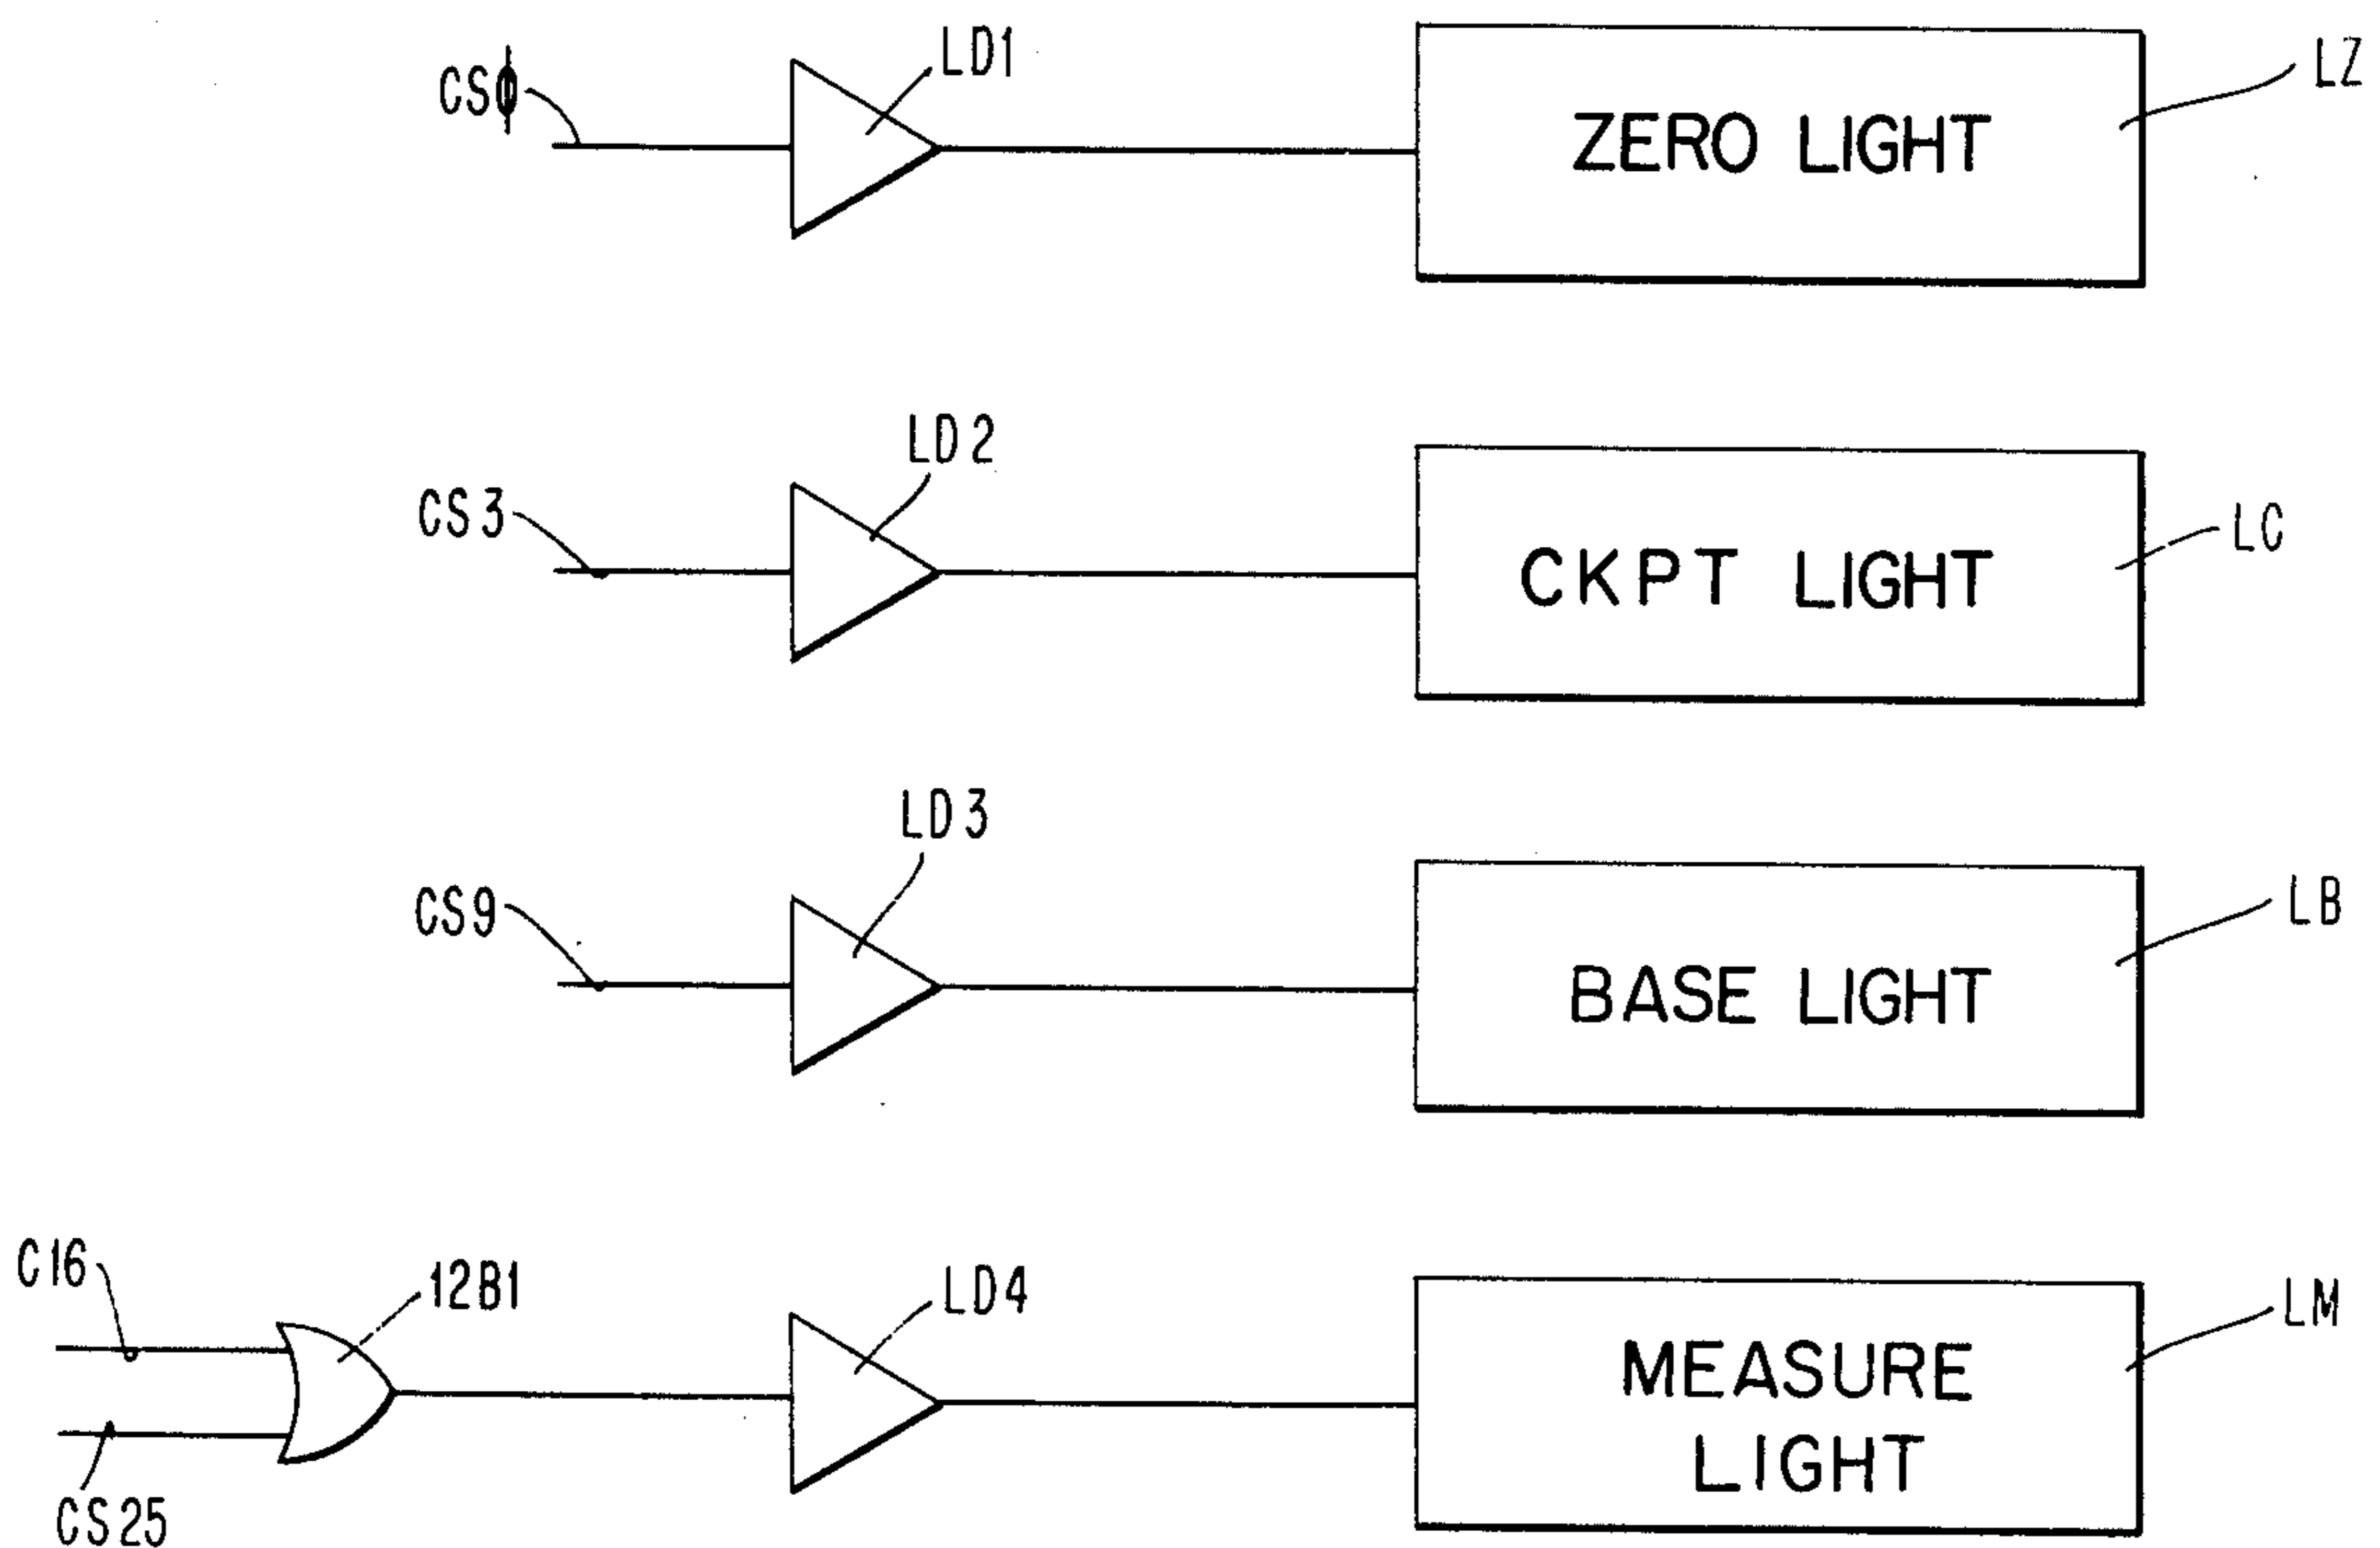 CSϕ
LD1
ZERO LIGHT
LZ
CS3
LD2
CKPT LIGHT
LC
CS9
LD3
BASE LIGHT
LB
C16
12B1
LD4
MEASURE
LIGHT
LM
CS25